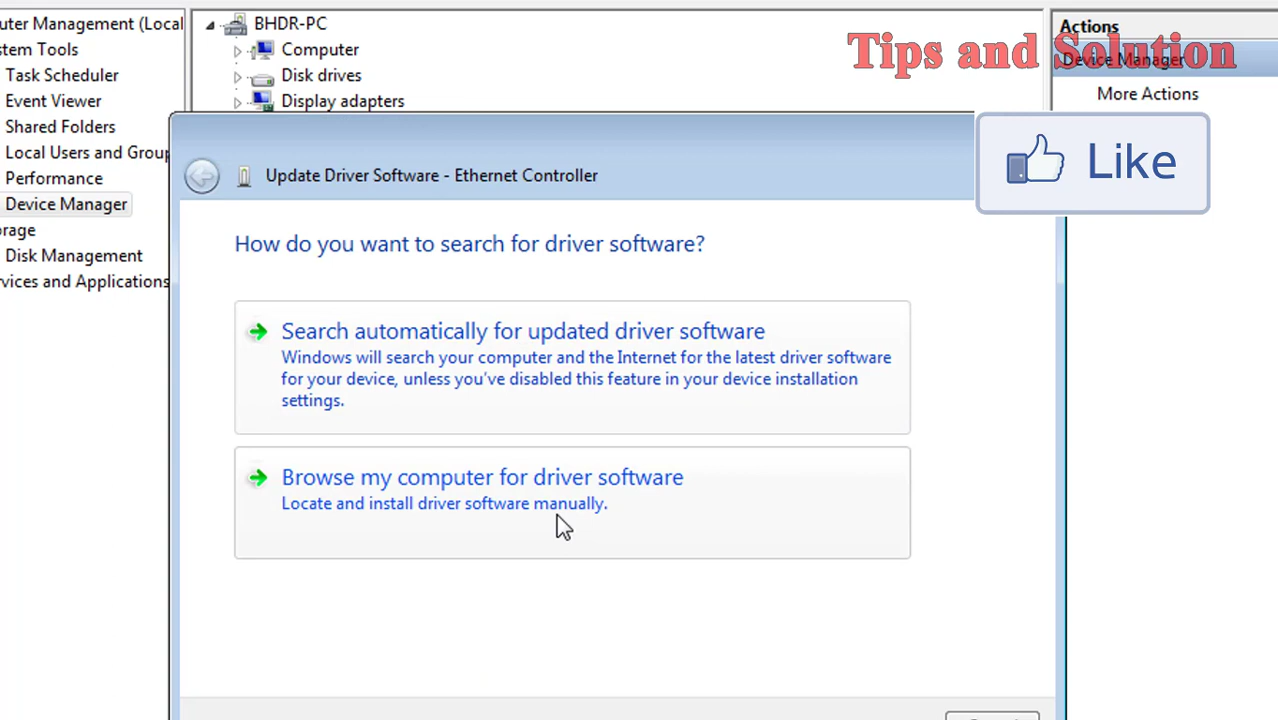 uter Management (Local
stem Tools
Task Scheduler
Event Viewer
Shared Folders
Local Users and Group
Performance
Device Manager
rage
Disk Management
rvices and Applications
BHDR-PC
Computer
Disk drives
Display adapters
Actions
Device Manager
More Actions
Tips and Solution
Like
Update Driver Software - Ethernet Controller
How do you want to search for driver software?
Search automatically for updated driver software
Windows will search your computer and the Internet for the latest driver software
for your device, unless you've disabled this feature in your device installation
settings.
Browse my computer for driver software
Locate and install driver software manually.